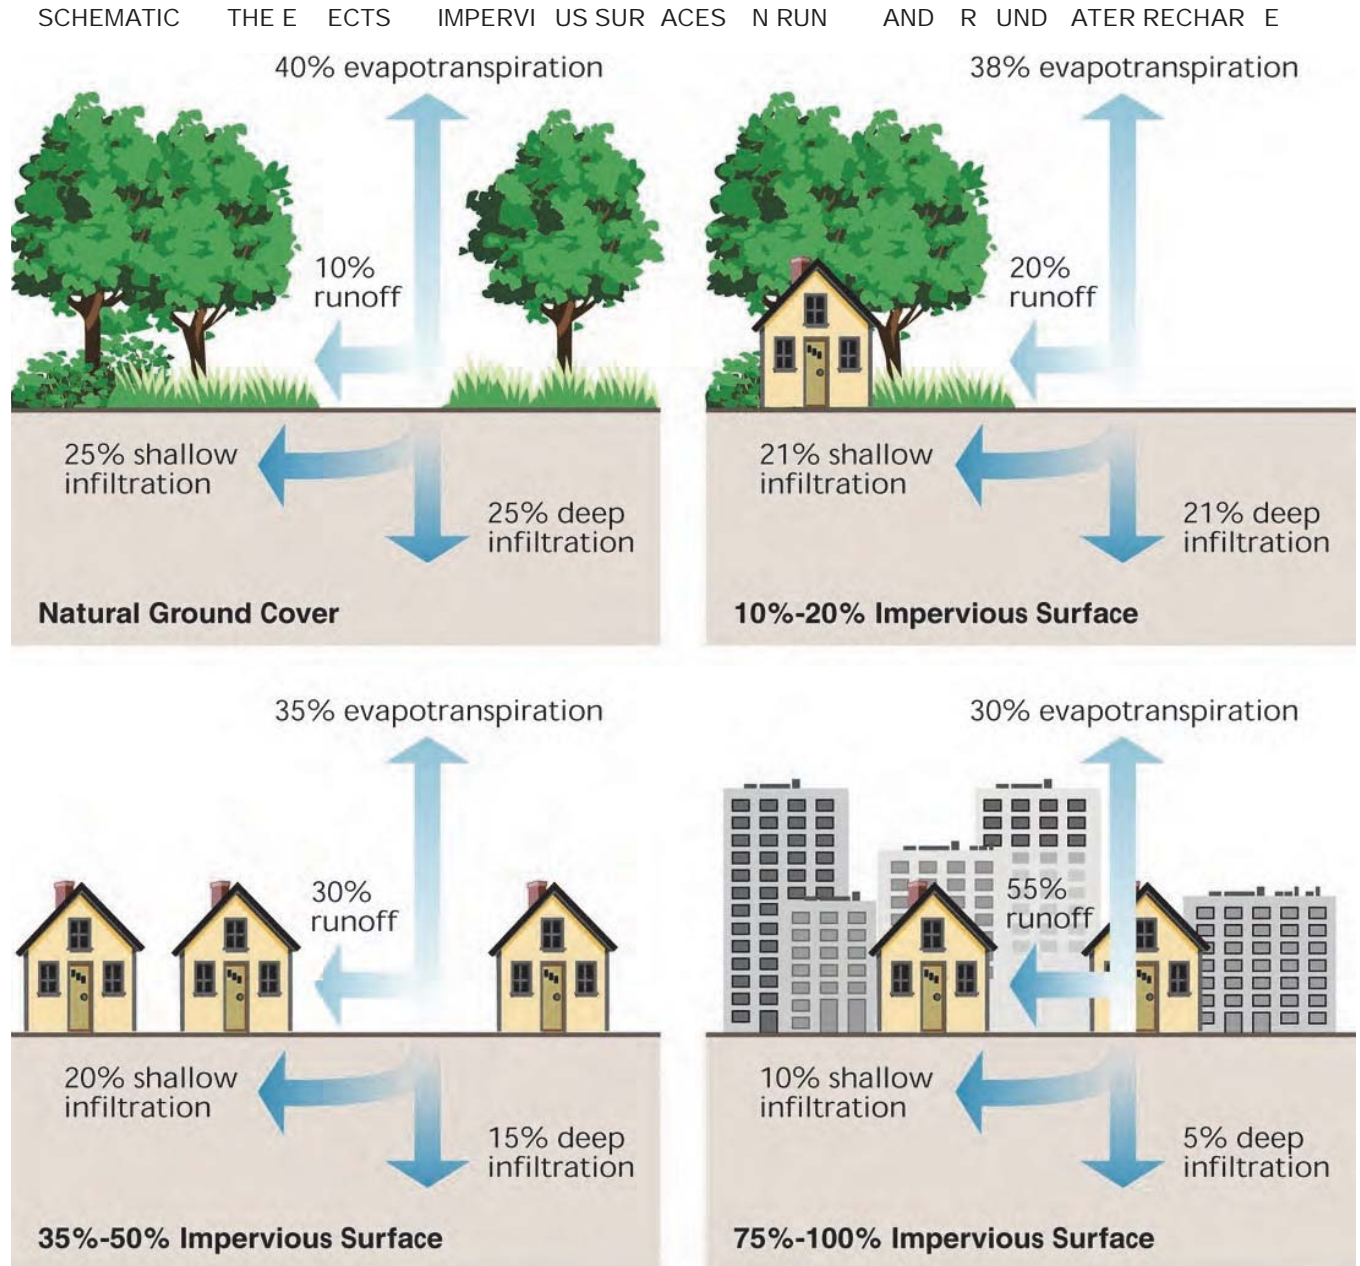 SCHEMATIC THE E ECTS IMPERVI US SUR ACES N RUN AND R UND ATER RECHAR E
40% evapotranspiration
10%
runoff
25% shallow
infiltration
25% deep
infiltration
Natural Ground Cover
38% evapotranspiration
20%
runoff
21% shallow
infiltration
21% deep
infiltration
10%-20% Impervious Surface
35% evapotranspiration
30%
runoff
20% shallow
infiltration
15% deep
infiltration
35%-50% Impervious Surface
30% evapotranspiration
55%
runoff
10% shallow
infiltration
5% deep
infiltration
75%-100% Impervious Surface